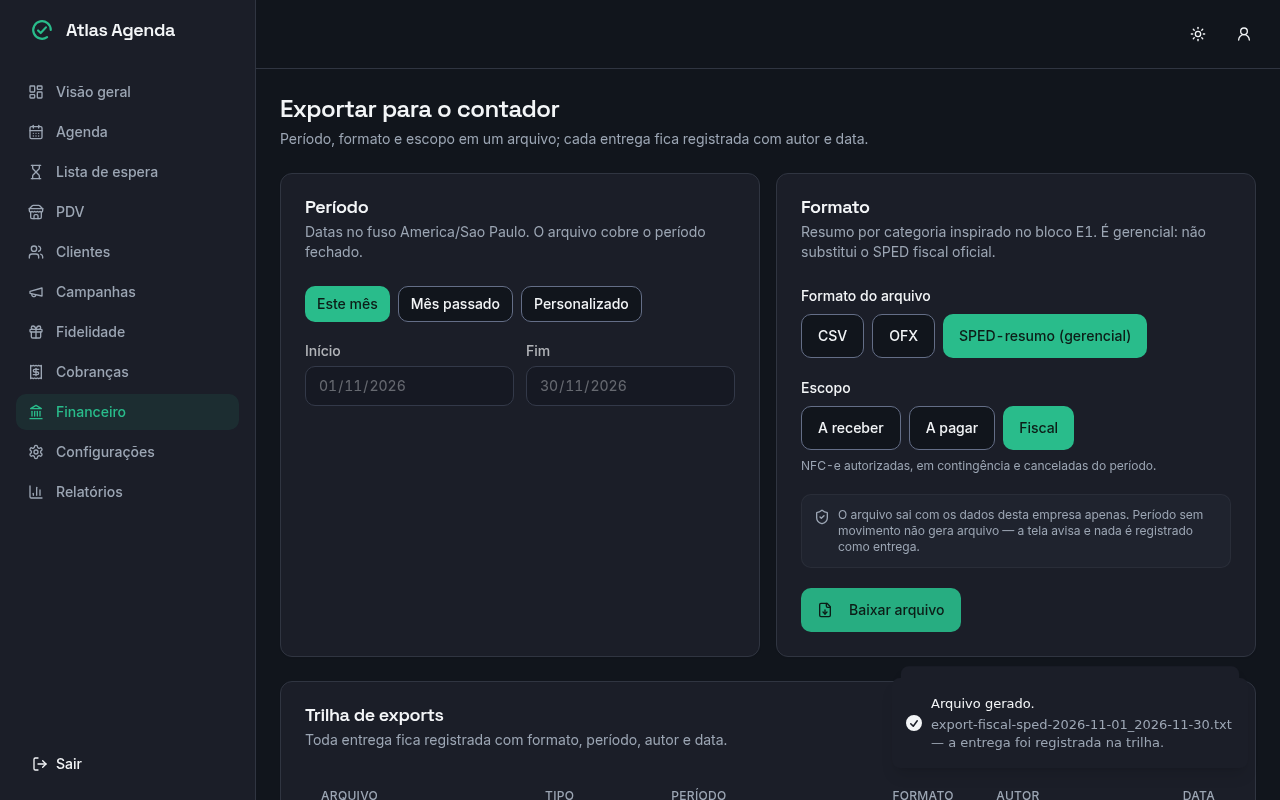 Atlas Agenda
Visão geral
Agenda
Lista de espera
PDV
Clientes
Campanhas
Fidelidade
Cobranças
Financeiro
Configurações
Relatórios
Sair
Exportar para o contador
Período, formato e escopo em um arquivo; cada entrega fica registrada com autor e data.
Período
Datas no fuso America/Sao Paulo. O arquivo cobre o período
fechado.
Este mês Mês passado Personalizado
Início Fim
01/11/2026 30/11/2026
Formato
Resumo por categoria inspirado no bloco E1. É gerencial: não
substitui o SPED fiscal oficial.
Formato do arquivo
CSV OFX SPED-resumo (gerencial)
Escopo
A receber A pagar Fiscal
NFC-e autorizadas, em contingência e canceladas do período.
O arquivo sai com os dados desta empresa apenas. Período sem
movimento não gera arquivo — a tela avisa e nada é registrado
como entrega.
Baixar arquivo
Trilha de exports
Toda entrega fica registrada com formato, período, autor e data.
ARQUIVO TIPO PERÍODO FORMATO AUTOR DATA
Arquivo gerado.
export-fiscal-sped-2026-11-01_2026-11-30.txt
— a entrega foi registrada na trilha.